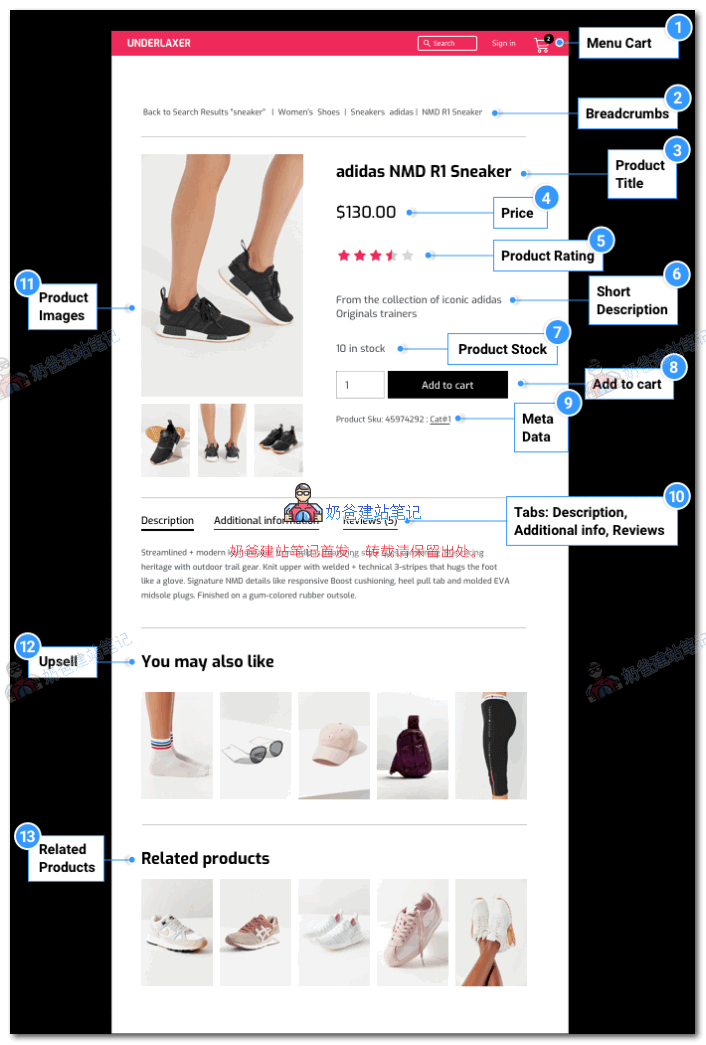 UNDERLAXER
Search
Sign in
2
1
Menu Cart
2
Breadcrumbs
Back to Search Results "sneaker" | Women's Shoes | Sneakers adidas | NMD R1 Sneaker
3
Product
Title
adidas NMD R1 Sneaker
4
Price
$130.00
5
Product Rating
6
Short
Description
From the collection of iconic adidas
Originals trainers
7
Product Stock
10 in stock
8
Add to cart
1
Add to cart
9
Meta
Data
Product Sku: 45974292 : Cat#1
11
Product
Images
奶爸建站笔记
奶爸建站笔记
10
Tabs: Description,
Additional info, Reviews
奶爸建站笔记
Description
Additional information
Reviews (5)
奶爸建站笔记首发，转载请保留出处。
Streamlined + modern
heritage with outdoor trail gear. Knit upper with welded + technical 3-stripes that hugs the foot
like a glove. Signature NMD details like responsive Boost cushioning, heel pull tab and molded EVA
midsole plugs. Finished on a gum-colored rubber outsole.
12
Upsell
奶爸建站笔记
奶爸建站笔记
You may also like
13
Related
Products
Related products